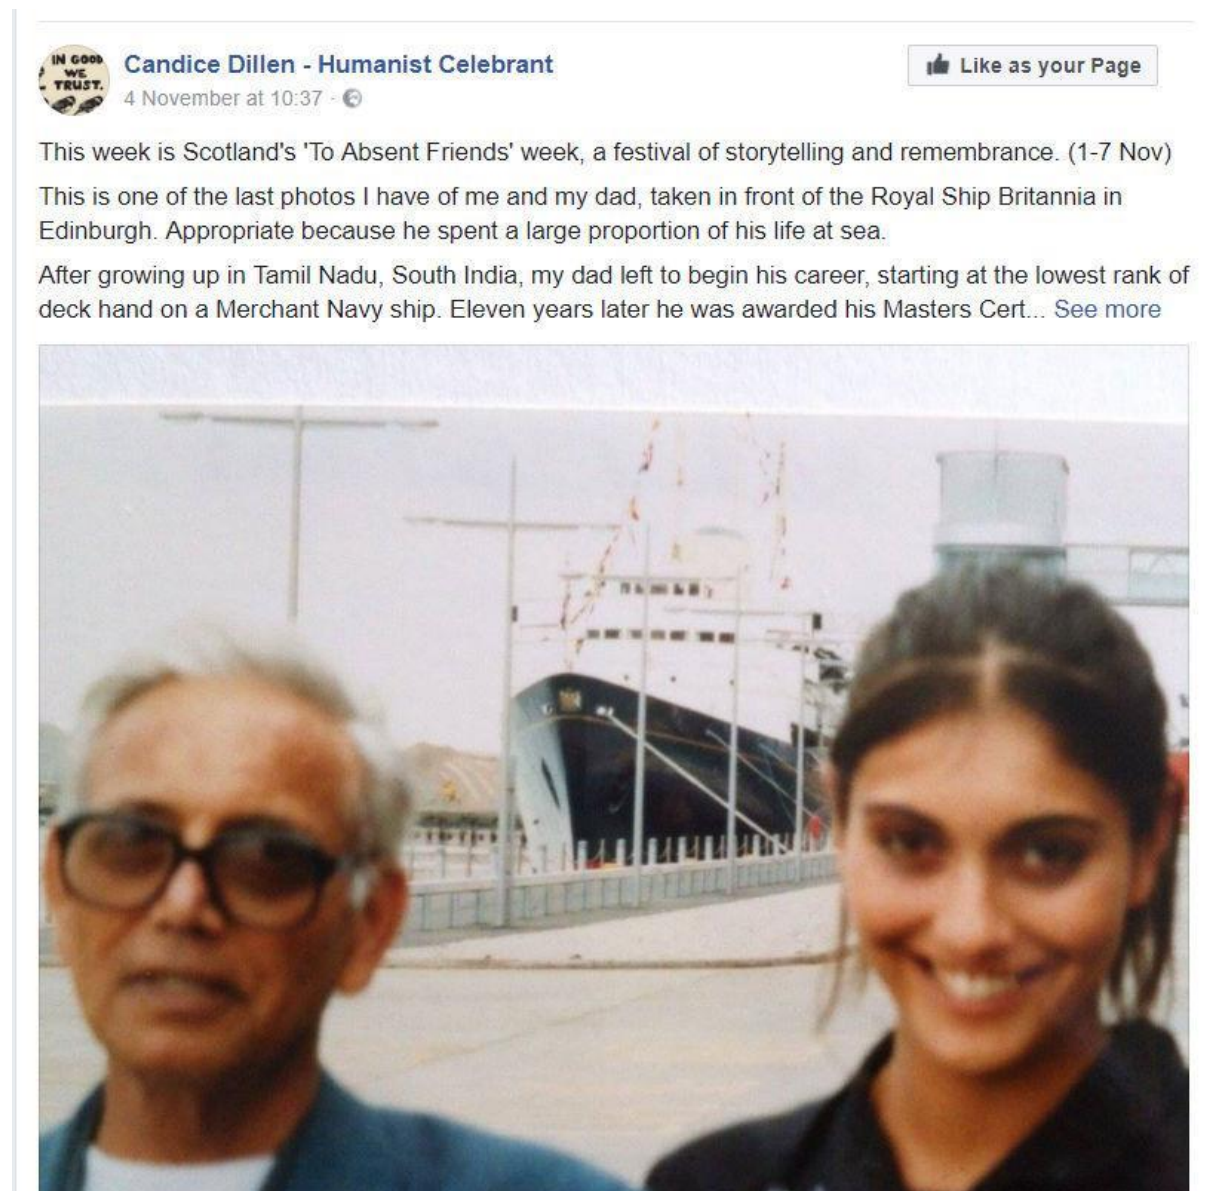 IN GOOD
WE
TRUST.
Candice Dillen - Humanist Celebrant
Like as your Page
4 November at 10:37 ·
This week is Scotland's 'To Absent Friends' week, a festival of storytelling and remembrance. (1-7 Nov)
This is one of the last photos I have of me and my dad, taken in front of the Royal Ship Britannia in
Edinburgh. Appropriate because he spent a large proportion of his life at sea.
After growing up in Tamil Nadu, South India, my dad left to begin his career, starting at the lowest rank of
deck hand on a Merchant Navy ship. Eleven years later he was awarded his Masters Cert... See more